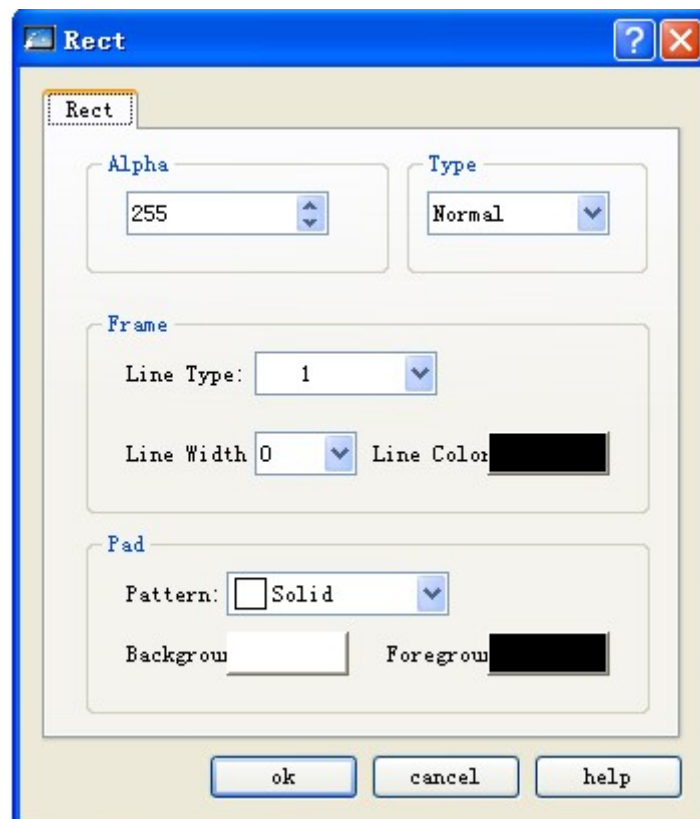 Rect
Rect
Alpha Type
255 Normal
Frame
Line Type: 1
Line Width 0 Line Color
Pad
Pattern: Solid
Backgrou Foregrou
ok cancel help